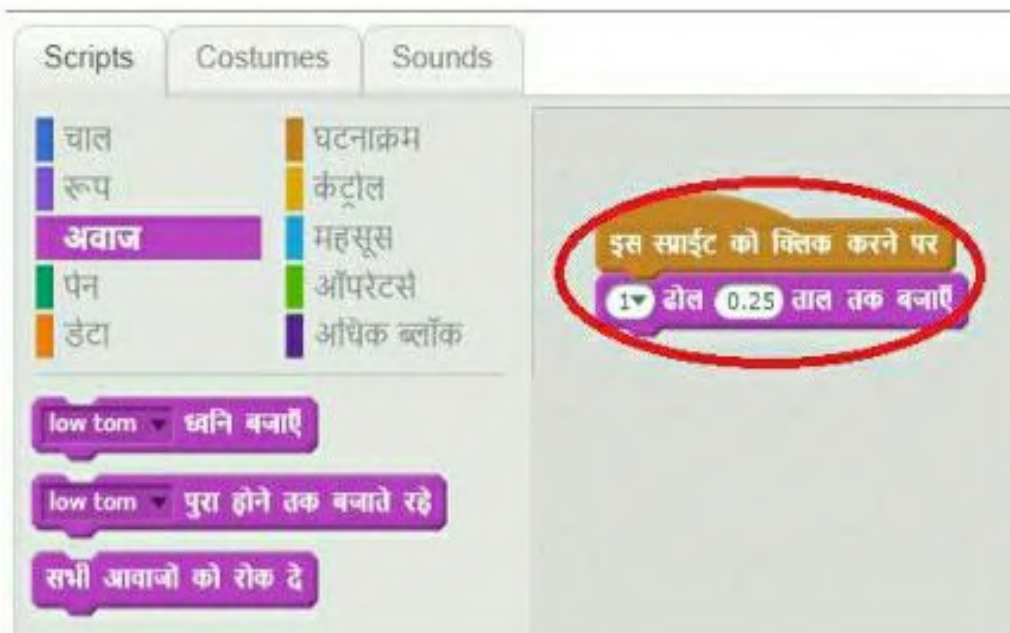 Scripts Costumes Sounds
चाल घटनाक्रम
रूप कंट्रोल
अवाज महसूस
पेन ऑपरेटर्स
डेटा अधिक ब्लॉक
इस स्प्राईट को क्लिक करने पर
1 ढोल 0.25 ताल तक बजाएँ
low tom ध्वनि बजाएँ
low tom पुरा होने तक बजाते रहे
सभी आवाजो को रोक दे